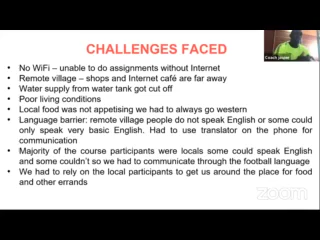 Coach Jople
CHALLENGES FACED
• No WiFi – unable to do assignments without Internet
• Remote village – shops and Internet café are far away
• Water supply from water tank got cut off
• Poor living conditions
• Local food was not appetising we had to always go western
• Language barrier: remote village people do not speak English or some could
only speak very basic English. Had to use translator on the phone for
communication
• Majority of the course participants were locals some could speak English
and some couldn't so we had to communicate through the football language
• We had to rely on the local participants to get us around the place for food
and other errands
zoom